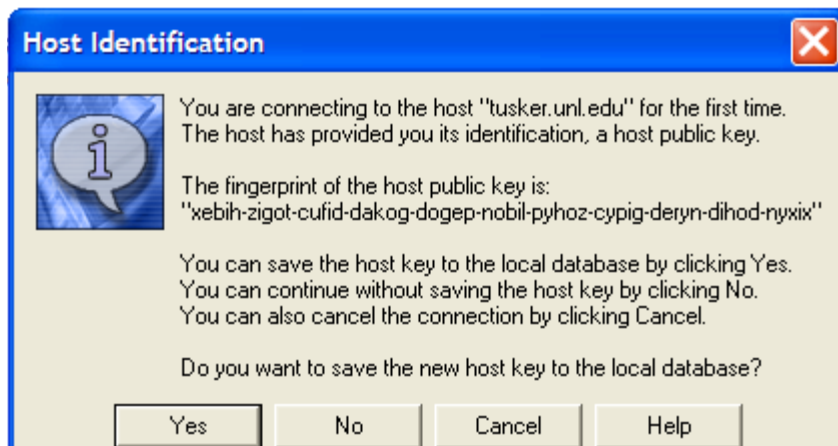 Host Identification
You are connecting to the host "tusker.unl.edu" for the first time.
The host has provided you its identification, a host public key.
The fingerprint of the host public key is:
"xebih-zigot-cufid-dakog-dogep-nobil-pyhoz-cypig-deryn-dihod-nyxix"
You can save the host key to the local database by clicking Yes.
You can continue without saving the host key by clicking No.
You can also cancel the connection by clicking Cancel.
Do you want to save the new host key to the local database?
Yes No Cancel Help